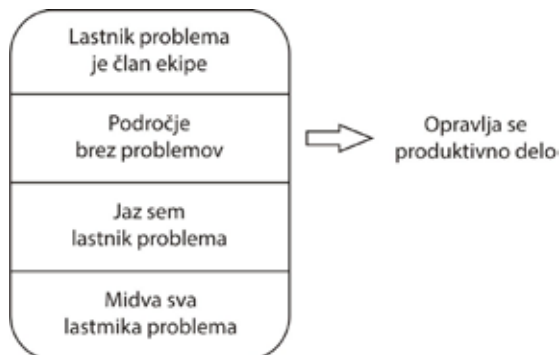 Lastnik problema
je član ekipe
Področje
brez problemov
Opravlja se
produktivno delo
Jaz sem
lastnik problema
Midva sva
lastmika problema